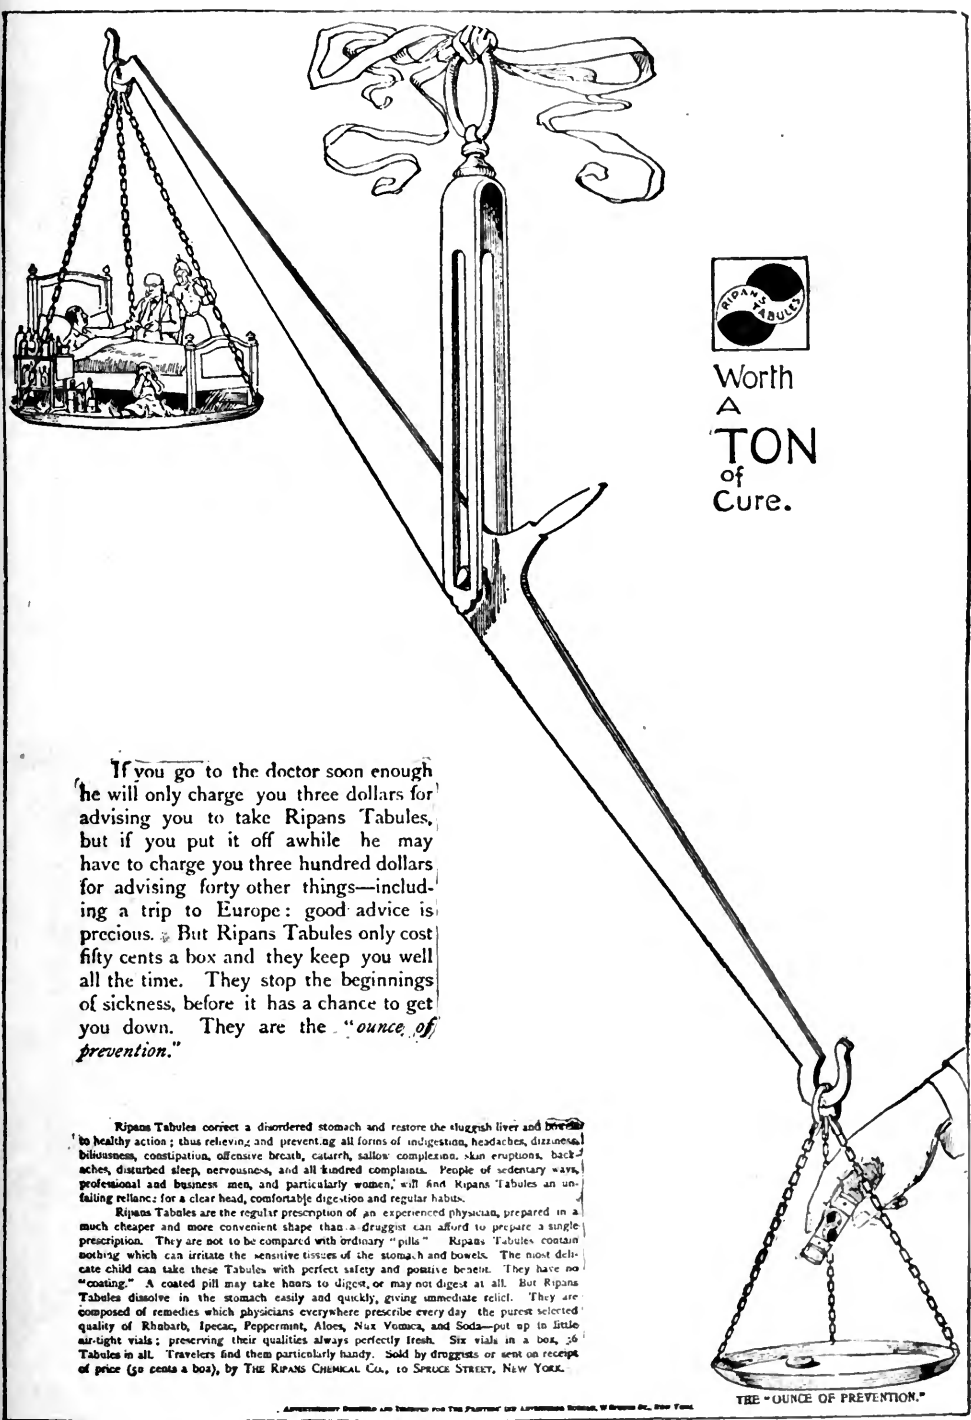 RIPANS
TABULES
Worth
A
TON
of
Cure.
If you go to the doctor soon enough
he will only charge you three dollars for
advising you to take Ripans Tabules,
but if you put it off awhile he may
have to charge you three hundred dollars
for advising forty other things—includ-
ing a trip to Europe: good advice is
precious. But Ripans Tabules only cost
fifty cents a box and they keep you well
all the time. They stop the beginnings
of sickness, before it has a chance to get
you down. They are the "ounce of
prevention."
Ripans Tabules correct a disordered stomach and restore the sluggish liver and bowels
to healthy action; thus relieving and preventing all forms of indigestion, headaches, dizziness,
biliousness, constipation, offensive breath, catarrh, sallow complexion, skin eruptions, back-
aches, disturbed sleep, nervousness, and all kindred complaints. People of sedentary ways,
professional and business men, and particularly women, will find Ripans Tabules an un-
failing reliance for a clear head, comfortable digestion and regular habits.
Ripans Tabules are the regular prescription of an experienced physician, prepared in a
much cheaper and more convenient shape than a druggist can afford to prepare a single
prescription. They are not to be compared with ordinary "pills" Ripans Tabules contain
nothing which can irritate the sensitive tissues of the stomach and bowels. The most deli-
cate child can take these Tabules with perfect safety and positive benefit. They have no
"coating." A coated pill may take hours to digest, or may not digest at all. But Ripans
Tabules dissolve in the stomach easily and quickly, giving immediate relief. They are
composed of remedies which physicians everywhere prescribe every day the purest selected
quality of Rhubarb, Ipecac, Peppermint, Aloes, Nux Vomica, and Soda—put up in little
air-tight vials; preserving their qualities always perfectly fresh. Six vials in a box, 36
Tabules in all. Travelers find them particularly handy. Sold by druggists or sent on receipt
of price (50 cents a box), by THE RIPANS CHEMICAL CO., 10 SPRUCE STREET, NEW YORK.
THE "OUNCE OF PREVENTION."
ADVERTISEMENT DESIGNED AND